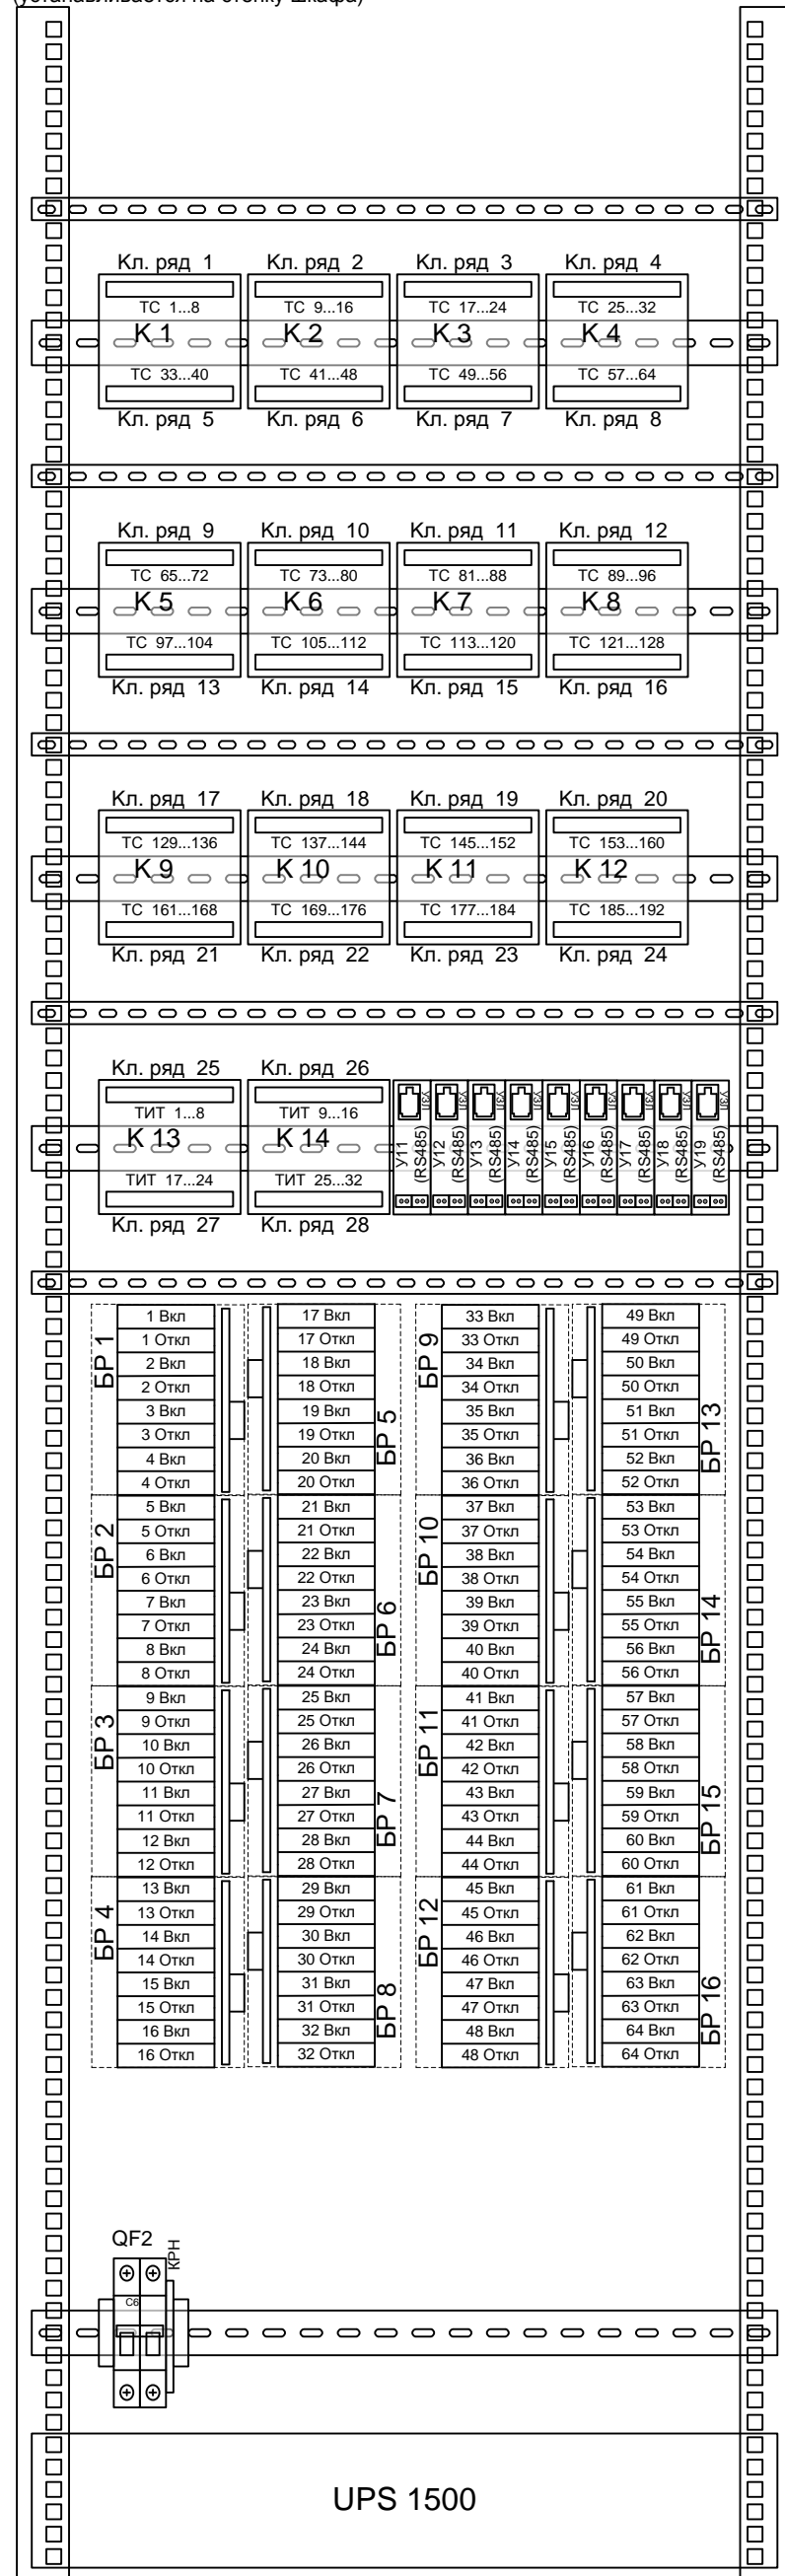 (устанавливается на стенку шкафа)
Кл. ряд 1 Кл. ряд 2 Кл. ряд 3 Кл. ряд 4
ТС 1...8 ТС 9...16 ТС 17...24 ТС 25...32
К 1 К 2 К 3 К 4
ТС 33...40 ТС 41...48 ТС 49...56 ТС 57...64
Кл. ряд 5 Кл. ряд 6 Кл. ряд 7 Кл. ряд 8
Кл. ряд 9 Кл. ряд 10 Кл. ряд 11 Кл. ряд 12
ТС 65...72 ТС 73...80 ТС 81...88 ТС 89...96
К 5 К 6 К 7 К 8
ТС 97...104 ТС 105...112 ТС 113...120 ТС 121...128
Кл. ряд 13 Кл. ряд 14 Кл. ряд 15 Кл. ряд 16
Кл. ряд 17 Кл. ряд 18 Кл. ряд 19 Кл. ряд 20
ТС 129...136 ТС 137...144 ТС 145...152 ТС 153...160
К 9 К 10 К 11 К 12
ТС 161...168 ТС 169...176 ТС 177...184 ТС 185...192
Кл. ряд 21 Кл. ряд 22 Кл. ряд 23 Кл. ряд 24
Кл. ряд 25 Кл. ряд 26
ТИТ 1...8 ТИТ 9...16
К 13 К 14
ТИТ 17...24 ТИТ 25...32
Кл. ряд 27 Кл. ряд 28
У11 (RS485) УЗЛ
У12 (RS485) УЗЛ
У13 (RS485) УЗЛ
У14 (RS485) УЗЛ
У15 (RS485) УЗЛ
У16 (RS485) УЗЛ
У17 (RS485) УЗЛ
У18 (RS485) УЗЛ
У19 (RS485) УЗЛ
БР 1
1 Вкл
1 Откл
2 Вкл
2 Откл
3 Вкл
3 Откл
4 Вкл
4 Откл
БР 2
5 Вкл
5 Откл
6 Вкл
6 Откл
7 Вкл
7 Откл
8 Вкл
8 Откл
БР 3
9 Вкл
9 Откл
10 Вкл
10 Откл
11 Вкл
11 Откл
12 Вкл
12 Откл
БР 4
13 Вкл
13 Откл
14 Вкл
14 Откл
15 Вкл
15 Откл
16 Вкл
16 Откл
БР 5
17 Вкл
17 Откл
18 Вкл
18 Откл
19 Вкл
19 Откл
20 Вкл
20 Откл
БР 6
21 Вкл
21 Откл
22 Вкл
22 Откл
23 Вкл
23 Откл
24 Вкл
24 Откл
БР 7
25 Вкл
25 Откл
26 Вкл
26 Откл
27 Вкл
27 Откл
28 Вкл
28 Откл
БР 8
29 Вкл
29 Откл
30 Вкл
30 Откл
31 Вкл
31 Откл
32 Вкл
32 Откл
БР 9
33 Вкл
33 Откл
34 Вкл
34 Откл
35 Вкл
35 Откл
36 Вкл
36 Откл
БР 10
37 Вкл
37 Откл
38 Вкл
38 Откл
39 Вкл
39 Откл
40 Вкл
40 Откл
БР 11
41 Вкл
41 Откл
42 Вкл
42 Откл
43 Вкл
43 Откл
44 Вкл
44 Откл
БР 12
45 Вкл
45 Откл
46 Вкл
46 Откл
47 Вкл
47 Откл
48 Вкл
48 Откл
БР 13
49 Вкл
49 Откл
50 Вкл
50 Откл
51 Вкл
51 Откл
52 Вкл
52 Откл
БР 14
53 Вкл
53 Откл
54 Вкл
54 Откл
55 Вкл
55 Откл
56 Вкл
56 Откл
БР 15
57 Вкл
57 Откл
58 Вкл
58 Откл
59 Вкл
59 Откл
60 Вкл
60 Откл
БР 16
61 Вкл
61 Откл
62 Вкл
62 Откл
63 Вкл
63 Откл
64 Вкл
64 Откл
QF2
КРН
C6
UPS 1500